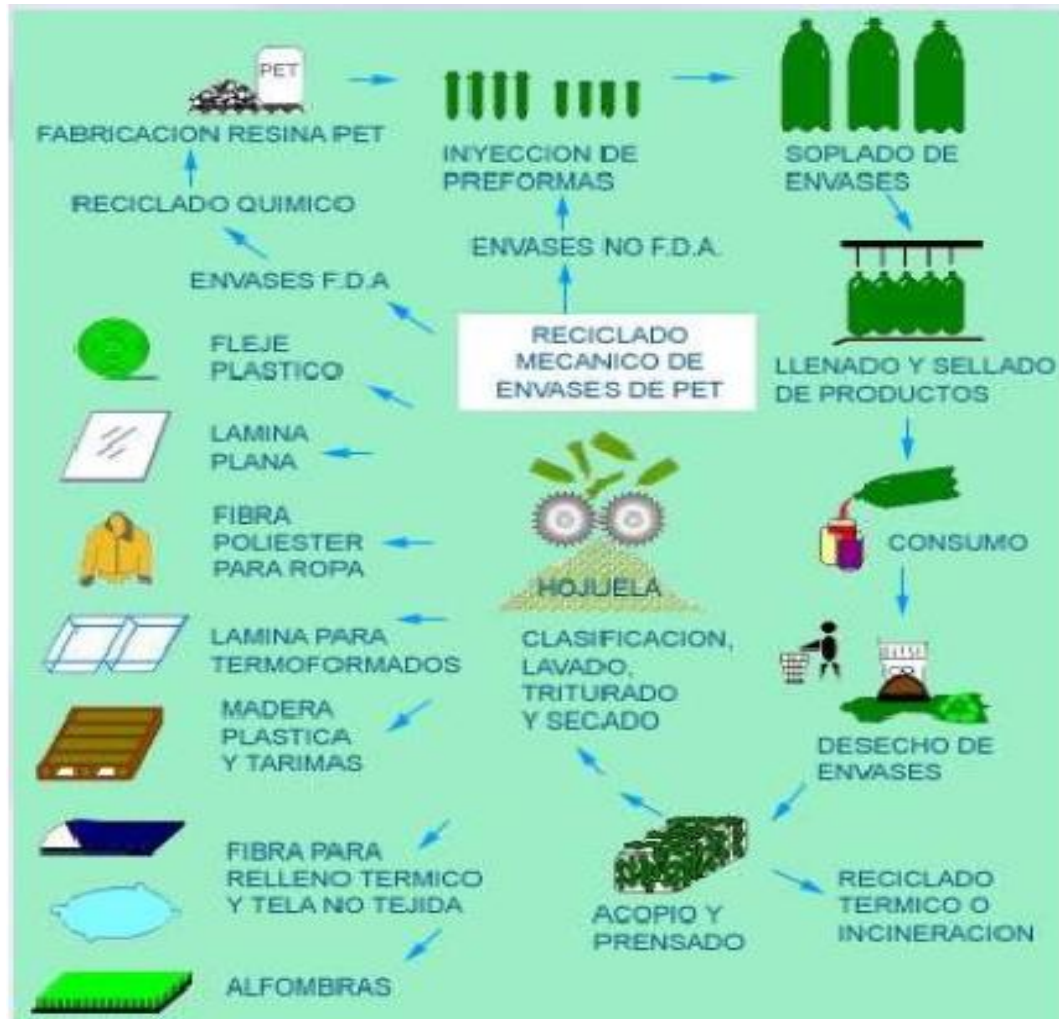 PET
FABRICACION RESINA PET
INYECCION DE
PREFORMAS
SOPLADO DE
ENVASES
RECICLADO QUIMICO
ENVASES NO F.D.A.
ENVASES F.D.A
RECICLADO
MECANICO DE
ENVASES DE PET
LLENADO Y SELLADO
DE PRODUCTOS
FLEJE
PLASTICO
LAMINA
PLANA
CONSUMO
FIBRA
POLIESTER
PARA ROPA
HOJUELA
LAMINA PARA
TERMOFORMADOS
CLASIFICACION,
LAVADO,
TRITURADO
Y SECADO
MADERA
PLASTICA
Y TARIMAS
DESECHO DE
ENVASES
FIBRA PARA
RELLENO TERMICO
Y TELA NO TEJIDA
ACOPIO Y
PRENSADO
RECICLADO
TERMICO O
INCINERACION
ALFOMBRAS